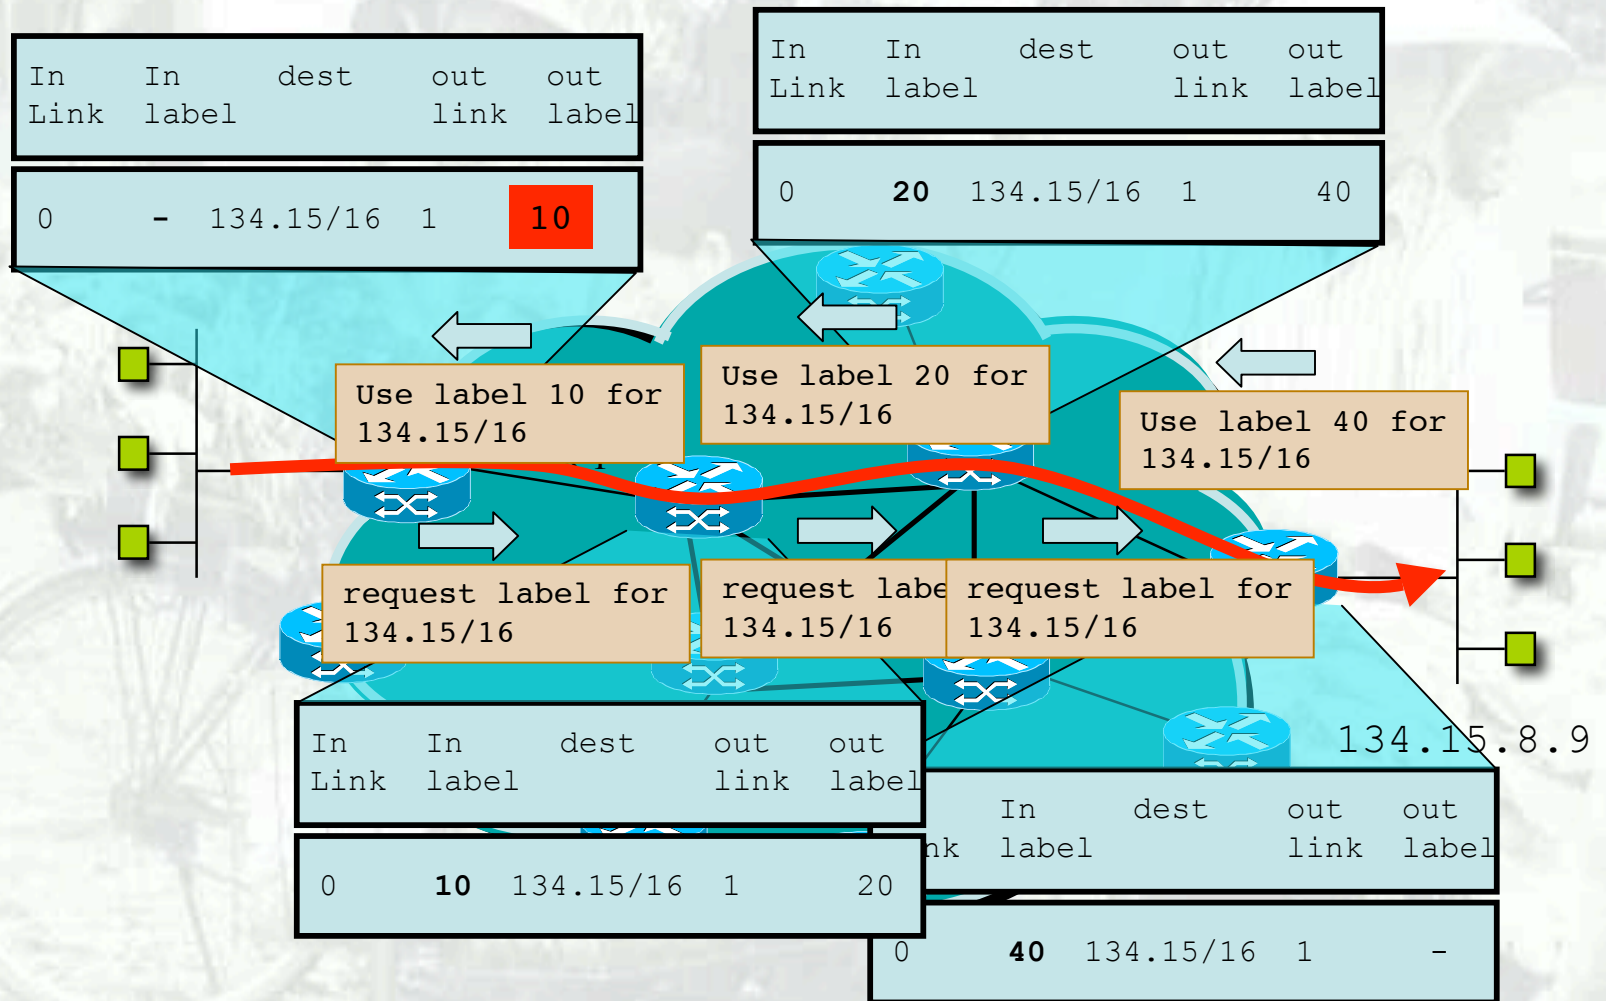 In In dest out out
Link label link label
0 - 134.15/16 1 10
In In dest out out
Link label link label
0 20 134.15/16 1 40
Use label 10 for
134.15/16
Use label 20 for
134.15/16
Use label 40 for
134.15/16
request label for
134.15/16
request labe
134.15/16
request label for
134.15/16
134.15.8.9
In In dest out out
Link label link label
0 10 134.15/16 1 20
In dest out out
nk label link label
0 40 134.15/16 1 -